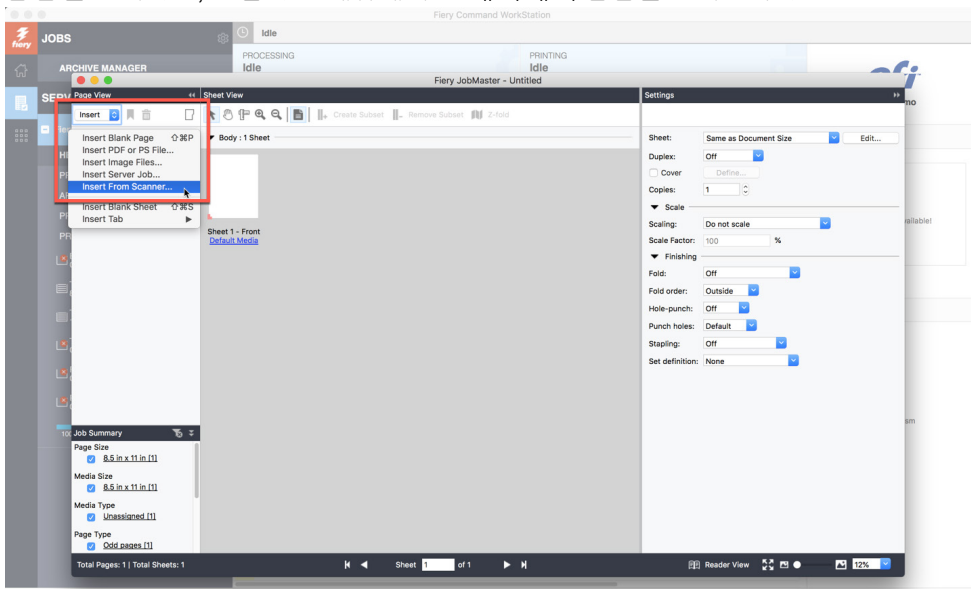 Fiery Command WorkStation
fiery
JOBS
Idle
PROCESSING
Idle
PRINTING
Idle
ARCHIVE MANAGER
Fiery JobMaster - Untitled
Page View
Sheet View
Settings
Insert
Create Subset
Remove Subset
Z-fold
Insert Blank Page ⇧⌘P
Insert PDF or PS File...
Insert Image Files...
Insert Server Job...
Insert From Scanner...
Insert Blank Sheet ⇧⌘S
Insert Tab
Body : 1 Sheet
Sheet 1 - Front
Default Media
Sheet: Same as Document Size Edit...
Duplex: Off
Cover Define...
Copies: 1
Scale
Scaling: Do not scale
Scale Factor: 100 %
Finishing
Fold: Off
Fold order: Outside
Hole-punch: Off
Punch holes: Default
Stapling: Off
Set definition: None
Job Summary
Page Size
8.5 in x 11 in [1]
Media Size
8.5 in x 11 in [1]
Media Type
Unassigned [1]
Page Type
Odd pages [1]
Total Pages: 1 | Total Sheets: 1
Sheet 1 of 1
Reader View
12%